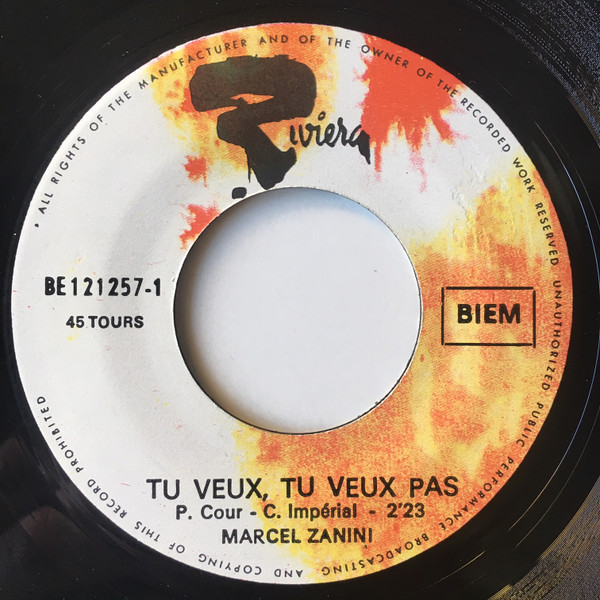 • ALL RIGHTS OF THE MANUFACTURER AND OF THE OWNER OF THE RECORDED WORK RESERVED UNAUTHORIZED PUBLIC PERFORMANCE BROADCASTING AND COPYING OF THIS RECORD PROHIBITED
Riviera
BE 121257-1
45 TOURS
BIEM
TU VEUX, TU VEUX PAS
P. Cour - C. Impérial - 2'23
MARCEL ZANINI